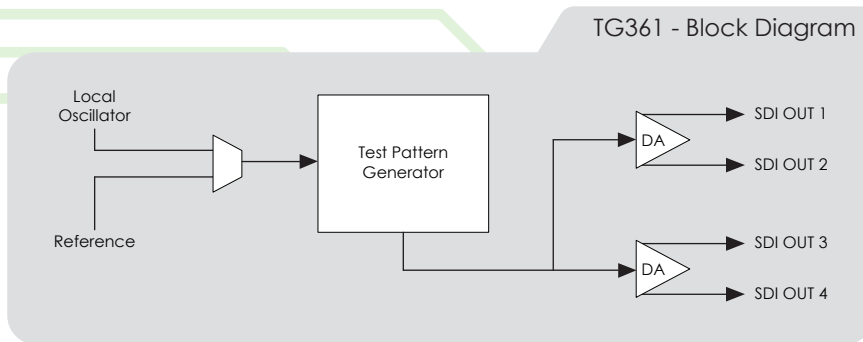 TG361 - Block Diagram
Local
Oscillator
Reference
Test Pattern
Generator
DA
SDI OUT 1
SDI OUT 2
DA
SDI OUT 3
SDI OUT 4